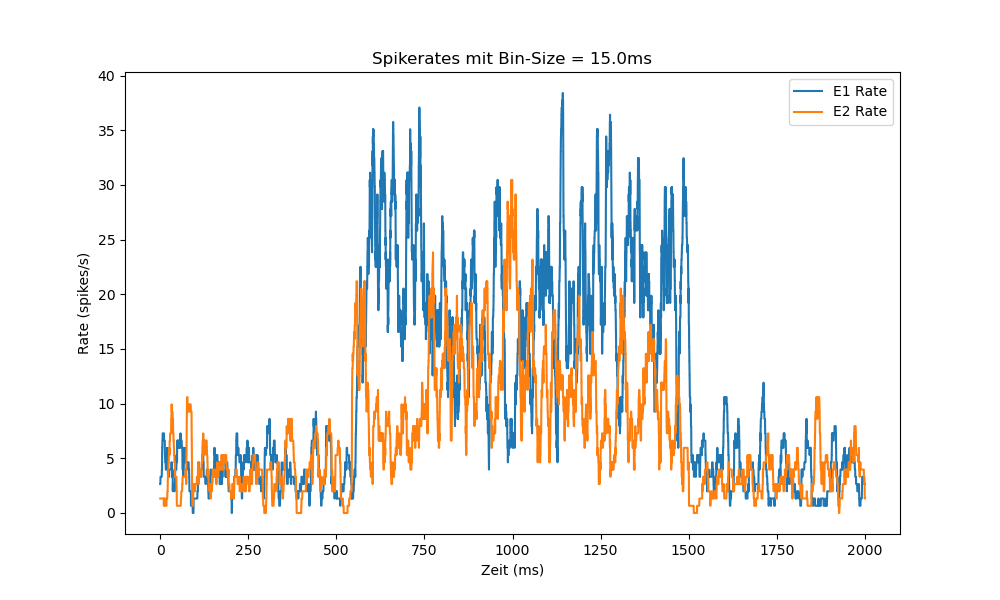 Spikerates mit Bin-Size = 15.0ms
E1 Rate
E2 Rate
Rate (spikes/s)
40
35
30
25
20
15
10
5
0
0 250 500 750 1000 1250 1500 1750 2000
Zeit (ms)